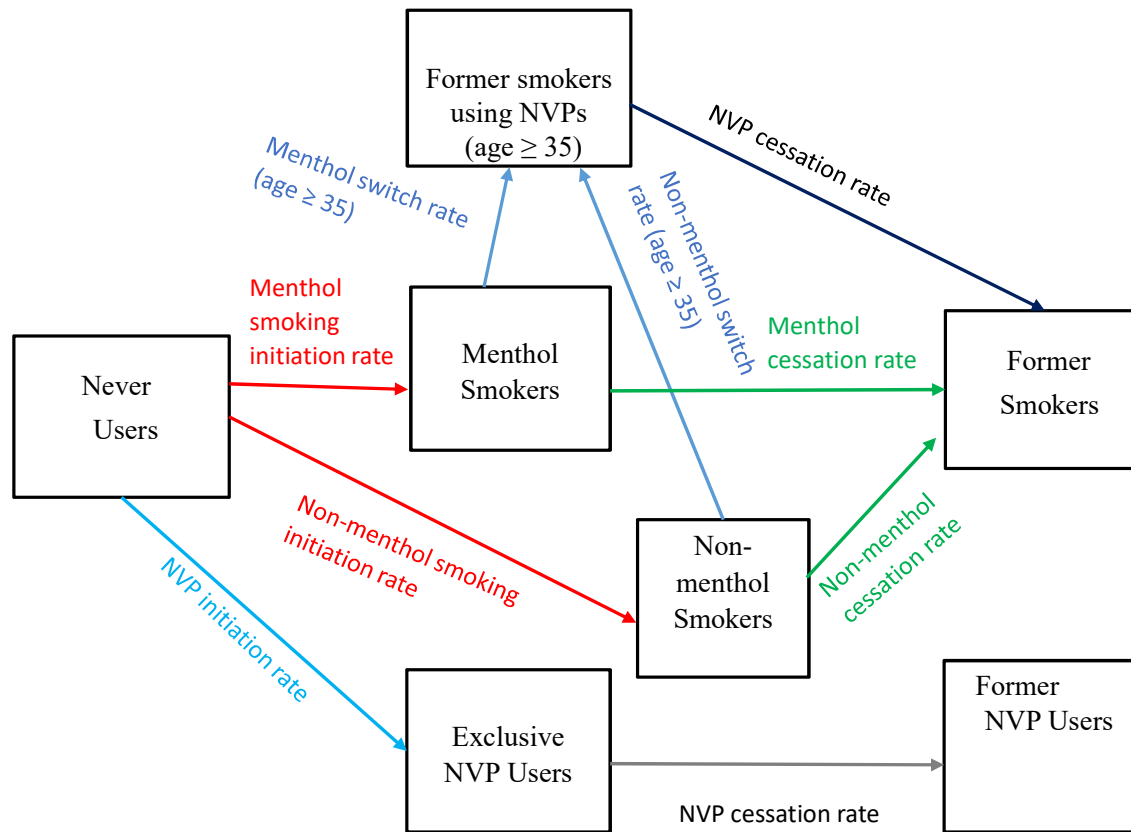 Former smokers
using NVPs
(age ≥ 35)
NVP cessation rate
Menthol switch rate
(age ≥ 35)
Non-menthol switch
rate (age ≥ 35)
Menthol
smoking
initiation rate
Menthol
Smokers
Menthol
cessation rate
Former
Smokers
Never
Users
Non-menthol smoking
initiation rate
NVP initiation rate
Non-
menthol
Smokers
Non-menthol
cessation rate
Exclusive
NVP Users
NVP cessation rate
Former
NVP Users